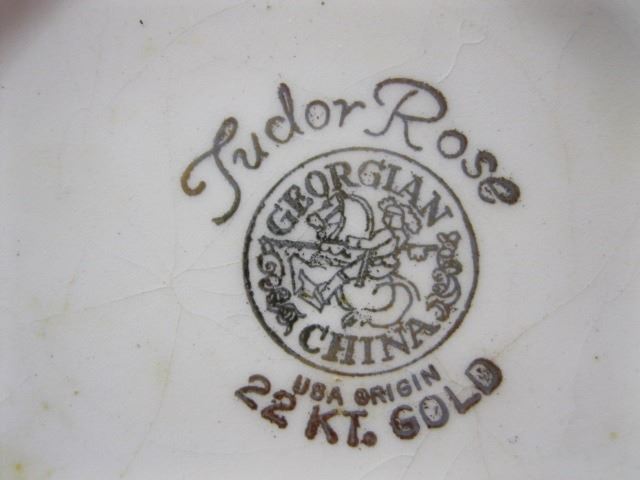 Tudor Rose
GEORGIAN
CHINA
USA ORIGIN
22 KT. GOLD